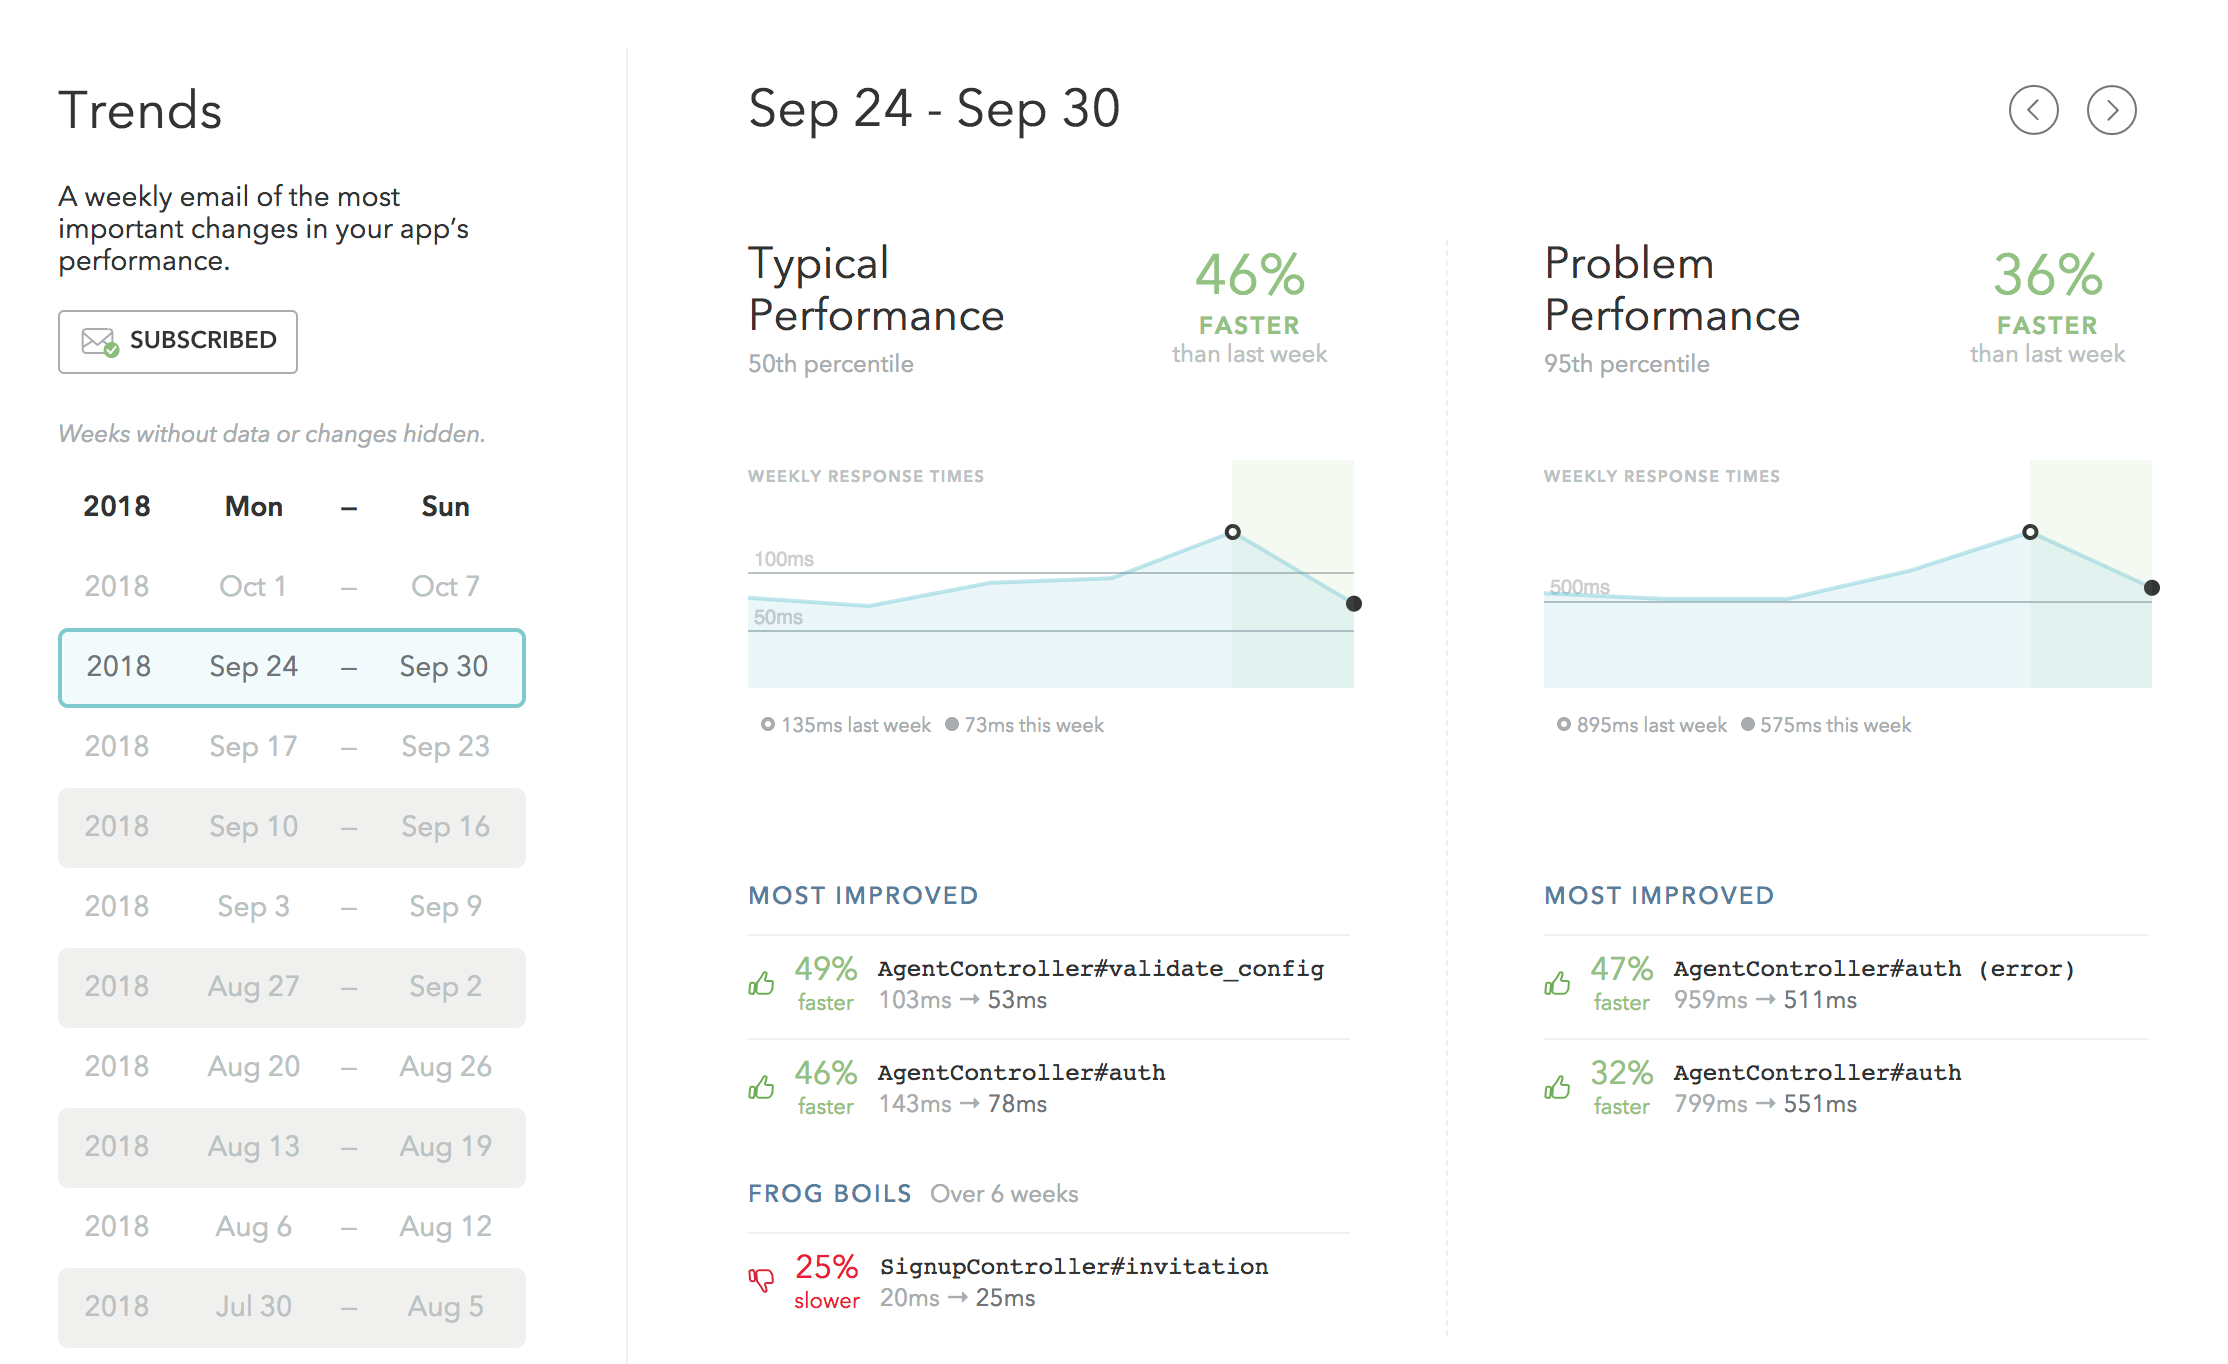 Trends
A weekly email of the most
important changes in your app’s
performance.
SUBSCRIBED
Weeks without data or changes hidden.
2018 Mon – Sun
2018 Oct 1 – Oct 7
2018 Sep 24 – Sep 30
2018 Sep 17 – Sep 23
2018 Sep 10 – Sep 16
2018 Sep 3 – Sep 9
2018 Aug 27 – Sep 2
2018 Aug 20 – Aug 26
2018 Aug 13 – Aug 19
2018 Aug 6 – Aug 12
2018 Jul 30 – Aug 5
Sep 24 - Sep 30
Typical
Performance
50th percentile
46%
FASTER
than last week
WEEKLY RESPONSE TIMES
100ms
50ms
135ms last week 73ms this week
MOST IMPROVED
49% AgentController#validate_config
faster 103ms → 53ms
46% AgentController#auth
faster 143ms → 78ms
FROG BOILS Over 6 weeks
25% SignupController#invitation
slower 20ms → 25ms
Problem
Performance
95th percentile
36%
FASTER
than last week
WEEKLY RESPONSE TIMES
500ms
895ms last week 575ms this week
MOST IMPROVED
47% AgentController#auth (error)
faster 959ms → 511ms
32% AgentController#auth
faster 799ms → 551ms